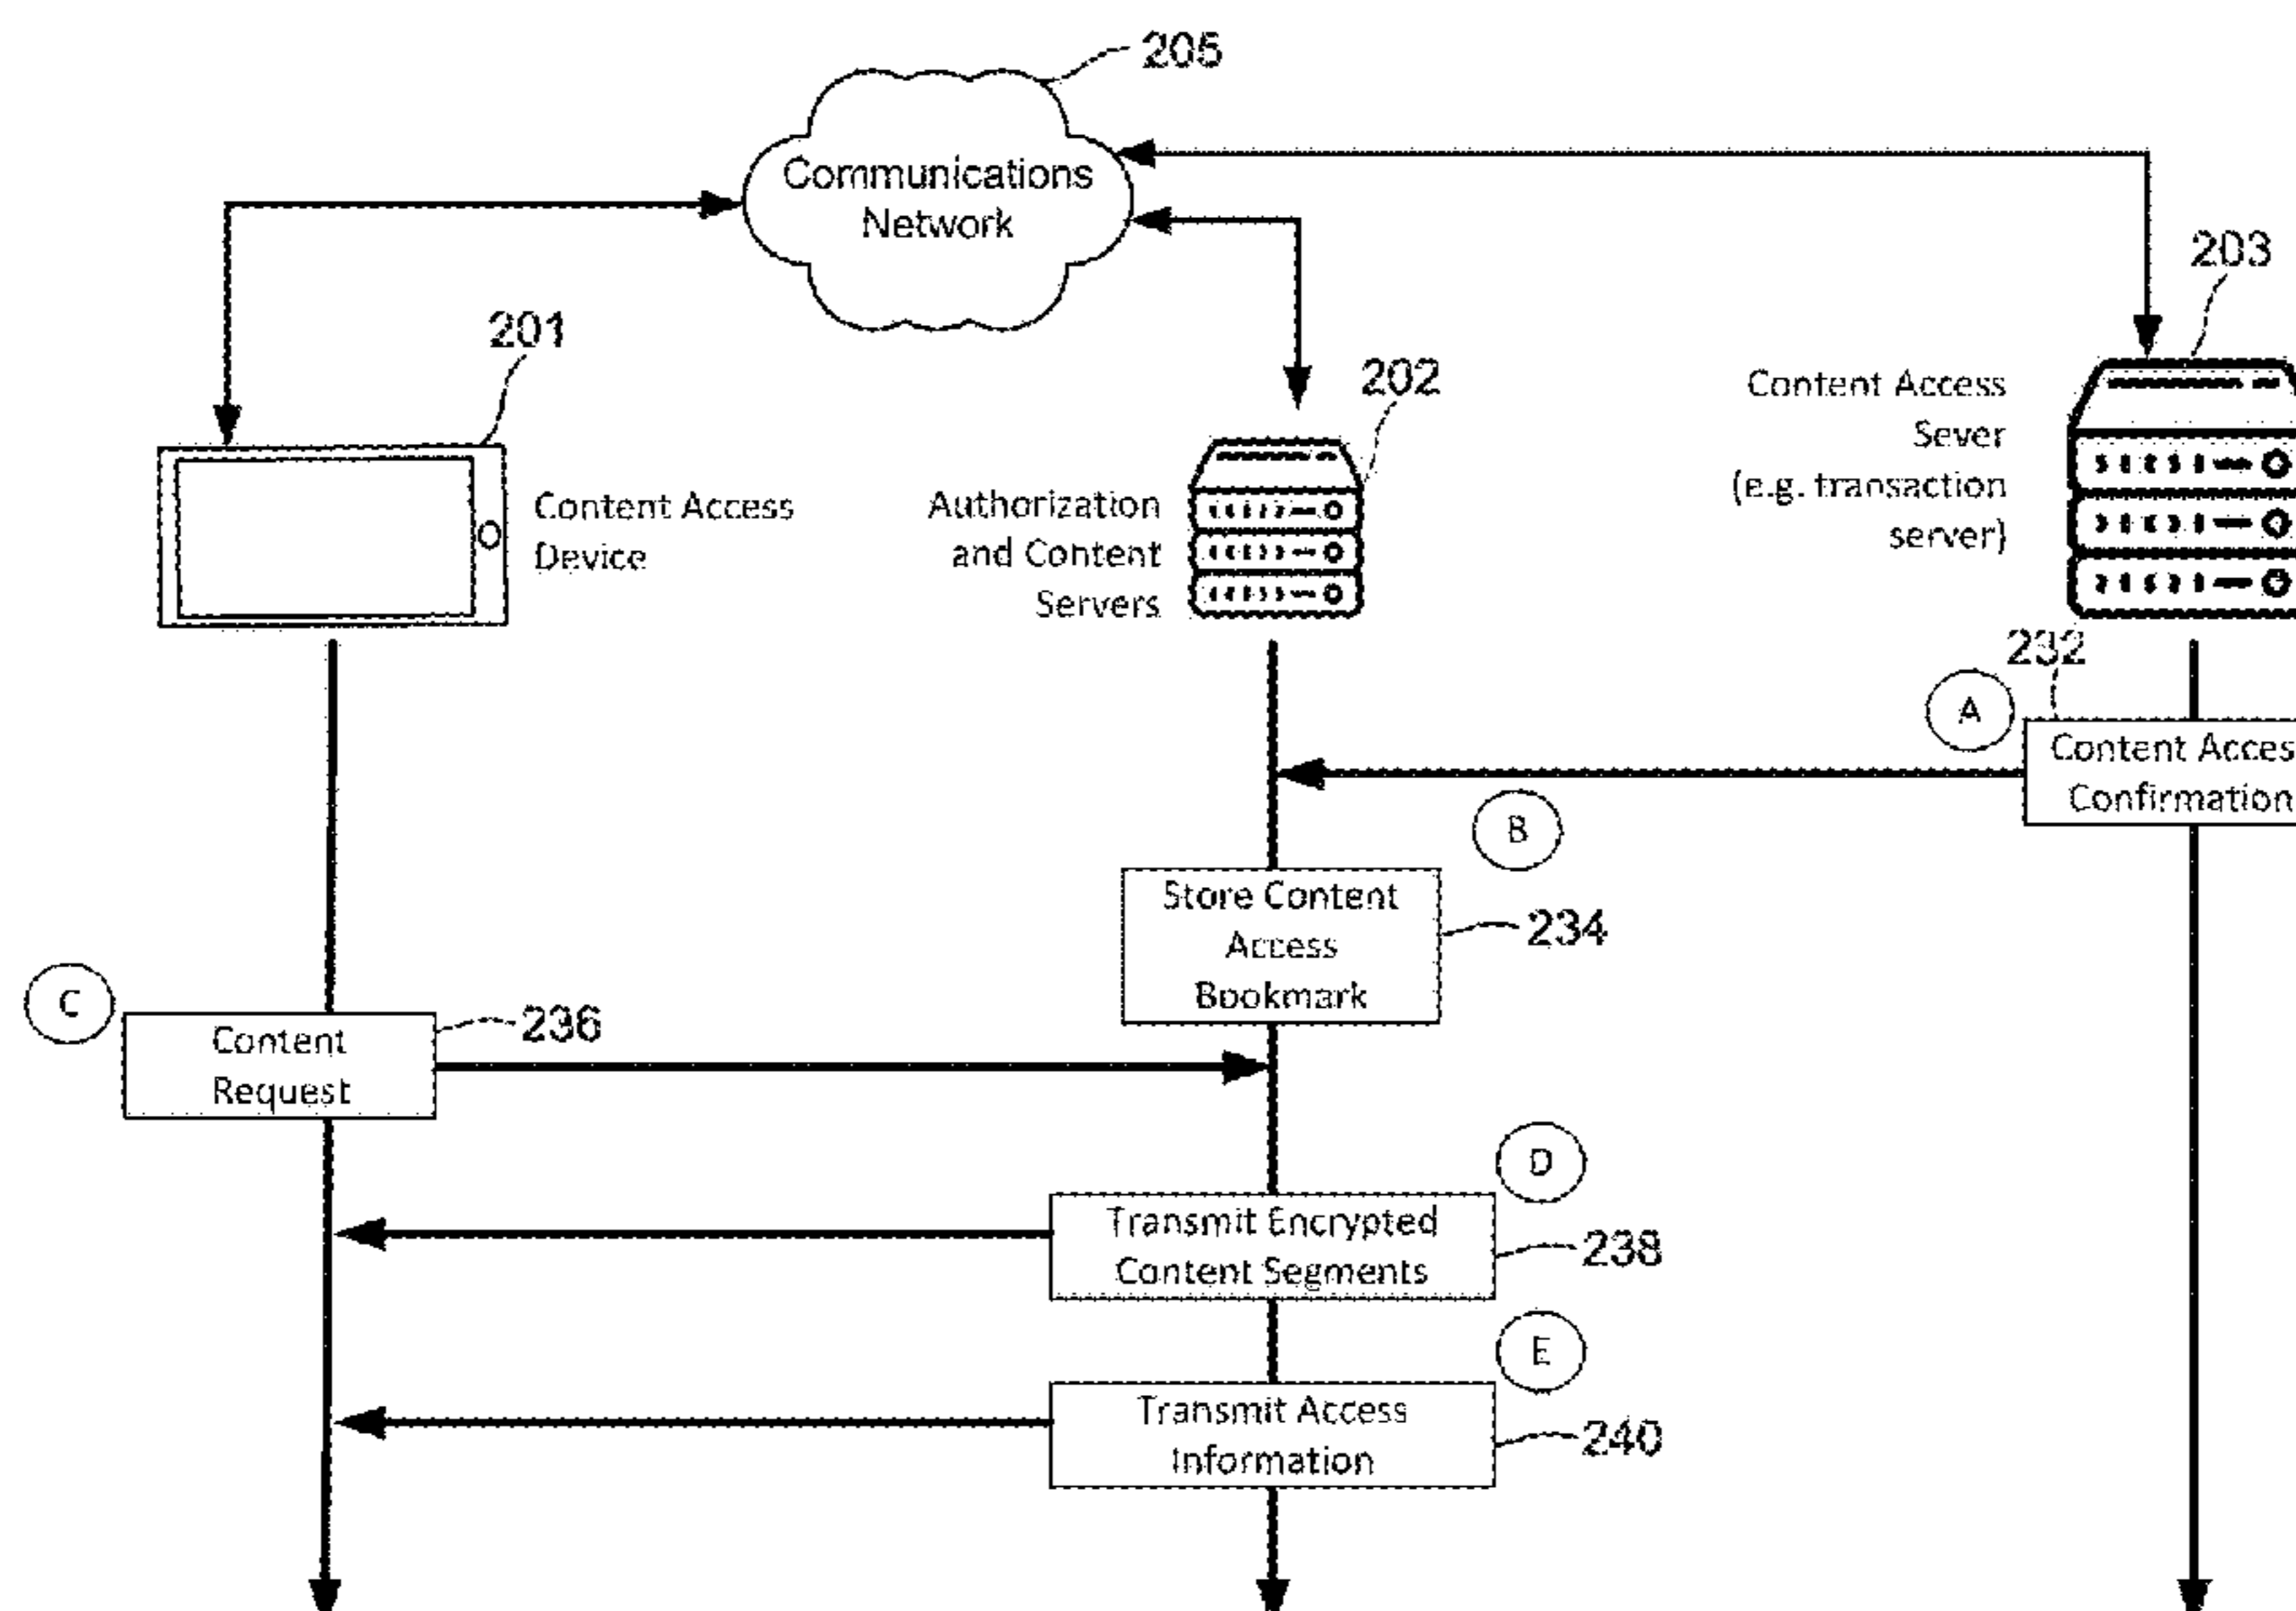 205
Communications
Network
203
201
202
Content Access
Sever
(e.g. transaction
server)
Content Access
Device
Authorization
and Content
Servers
232
A
Content Acces
Confirmation
B
Store Content
Access
Bookmark
234
C
Content
Request
236
D
Transmit Encrypted
Content Segments
238
E
Transmit Access
Information
240